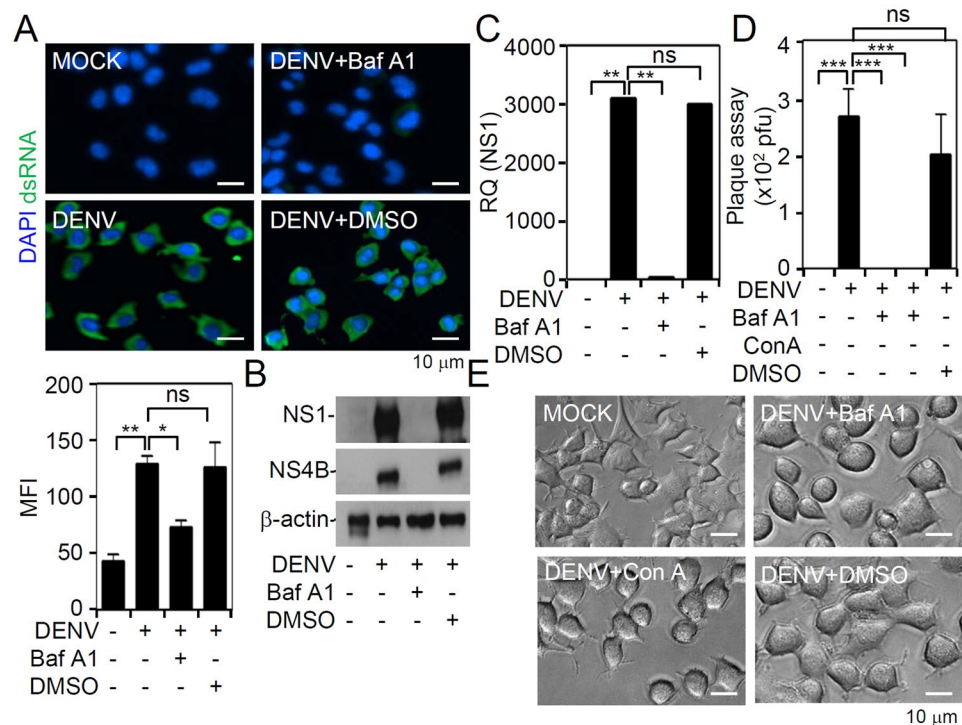 A
DAPI dsRNA
MOCK
DENV+Baf A1
DENV
DENV+DMSO
10 μm
MFI
200
150
100
50
0
**
*
ns
DENV - + + +
Baf A1 - - + -
DMSO - - - +
B
NS1
NS4B
β-actin
DENV - + + +
Baf A1 - - + -
DMSO - - - +
C
RQ (NS1)
4000
3000
2000
1000
0
**
**
ns
DENV - + + +
Baf A1 - - + -
DMSO - - - +
D
Plaque assay
(x10² pfu)
4
3
2
1
0
ns
***
***
***
DENV - + + + +
Baf A1 - - + + -
ConA - - - - -
DMSO - - - - +
E
MOCK
DENV+Baf A1
DENV+Con A
DENV+DMSO
10 μm